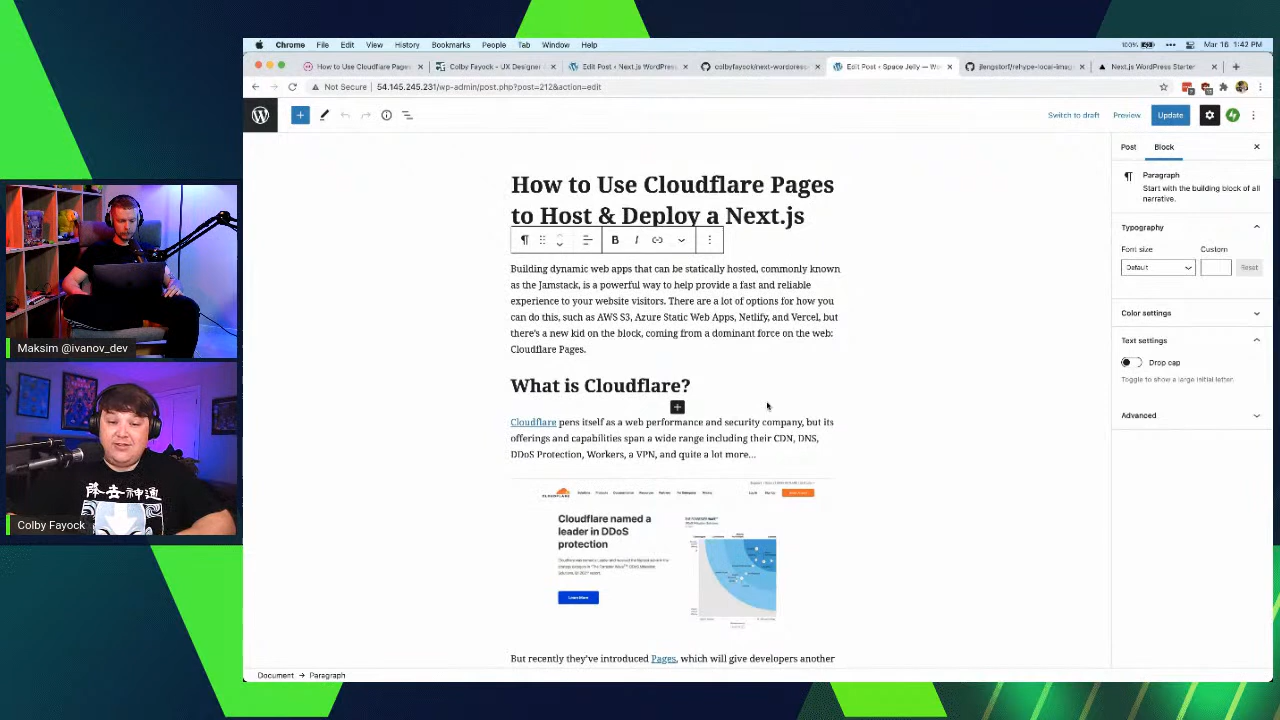 Chrome File Edit View History Bookmarks People Tab Window Help
100% Mar 16 1:42 PM
How to Use Cloudflare Pages
Colby Fayock - UX Designer
Edit Post ‹ Next.js WordPress
colbyfayock/next-wordpress
Edit Post ‹ Space Jelly — Wo
jlengstorf/rehype-local-imag
Next.js WordPress Starter
Not Secure 54.145.245.231/wp-admin/post.php?post=212&action=edit
Switch to draft Preview Update
Post Block
Paragraph
Start with the building block of all
narrative.
Typography
Font size Custom
Default Reset
Color settings
Text settings
Drop cap
Toggle to show a large initial letter.
Advanced
How to Use Cloudflare Pages
to Host & Deploy a Next.js
B I
Building dynamic web apps that can be statically hosted, commonly known
as the Jamstack, is a powerful way to help provide a fast and reliable
experience to your website visitors. There are a lot of options for how you
can do this, such as AWS S3, Azure Static Web Apps, Netlify, and Vercel, but
there's a new kid on the block, coming from a dominant force on the web:
Cloudflare Pages.
What is Cloudflare?
Cloudflare pens itself as a web performance and security company, but its
offerings and capabilities span a wide range including their CDN, DNS,
DDoS Protection, Workers, a VPN, and quite a lot more…
CLOUDFLARE
Cloudflare named a
leader in DDoS
protection
Learn More
But recently they've introduced Pages, which will give developers another
Document → Paragraph
Maksim @ivanov_dev
Colby Fayock